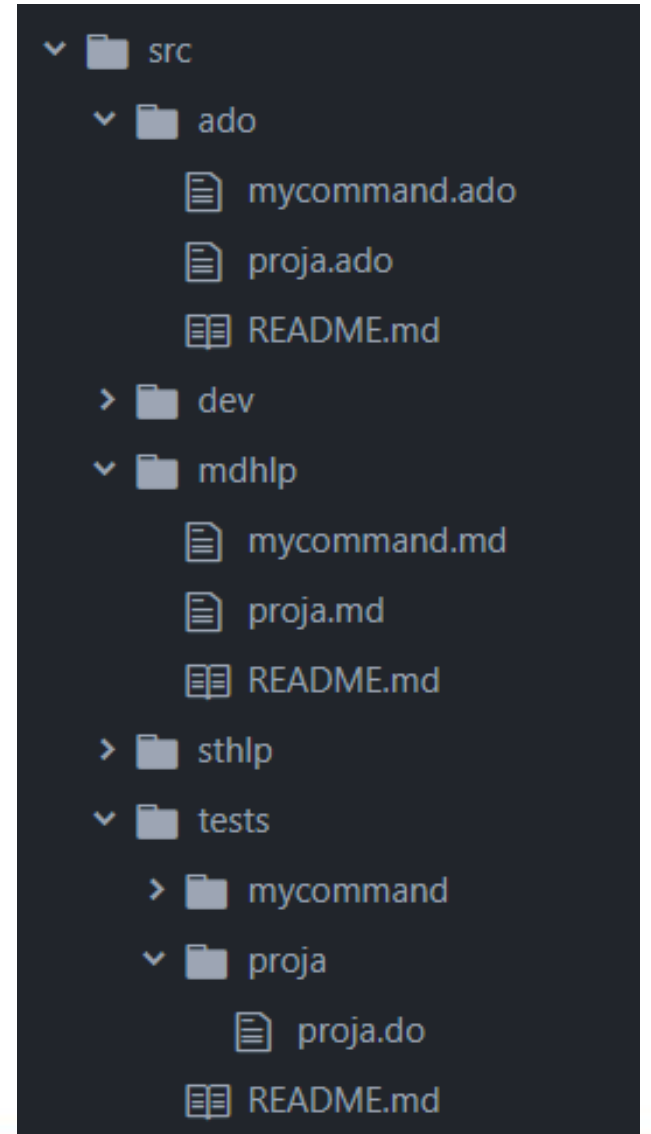 src
ado
mycommand.ado
proja.ado
README.md
dev
mdhlp
mycommand.md
proja.md
README.md
sthlp
tests
mycommand
proja
proja.do
README.md